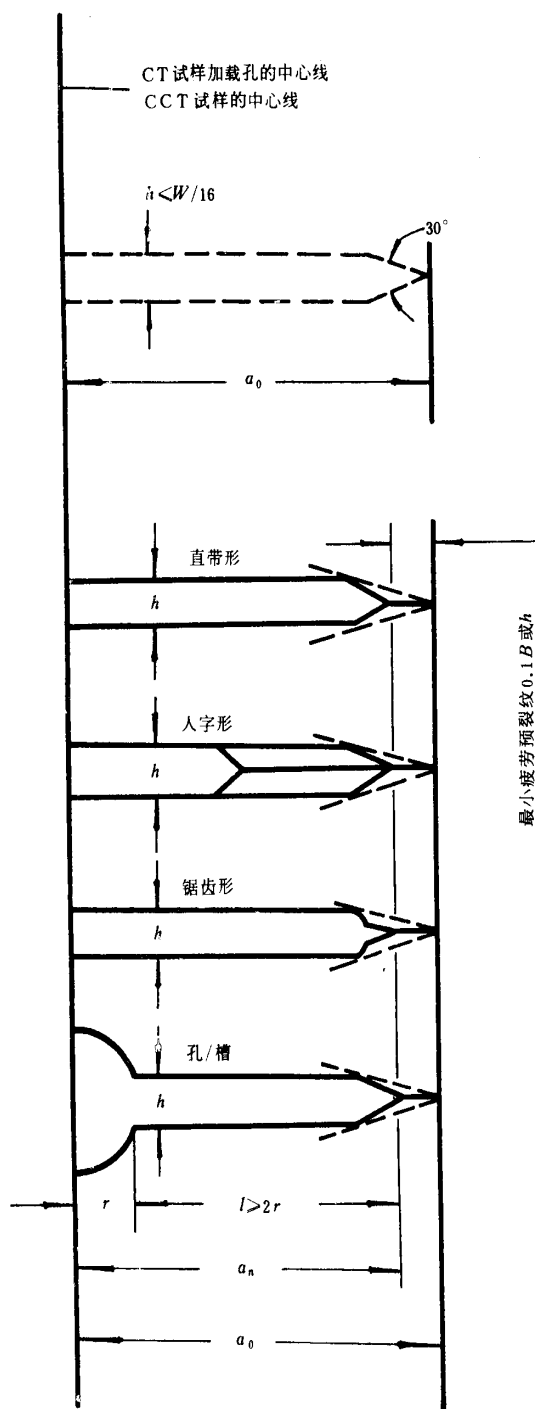 CT试样加载孔的中心线
CCT试样的中心线
h<W/16
30°
a₀
直带形
h
最小疲劳预裂纹0.1B或h
人字形
h
锯齿形
h
孔/槽
h
r
l⩾2r
aₙ
a₀